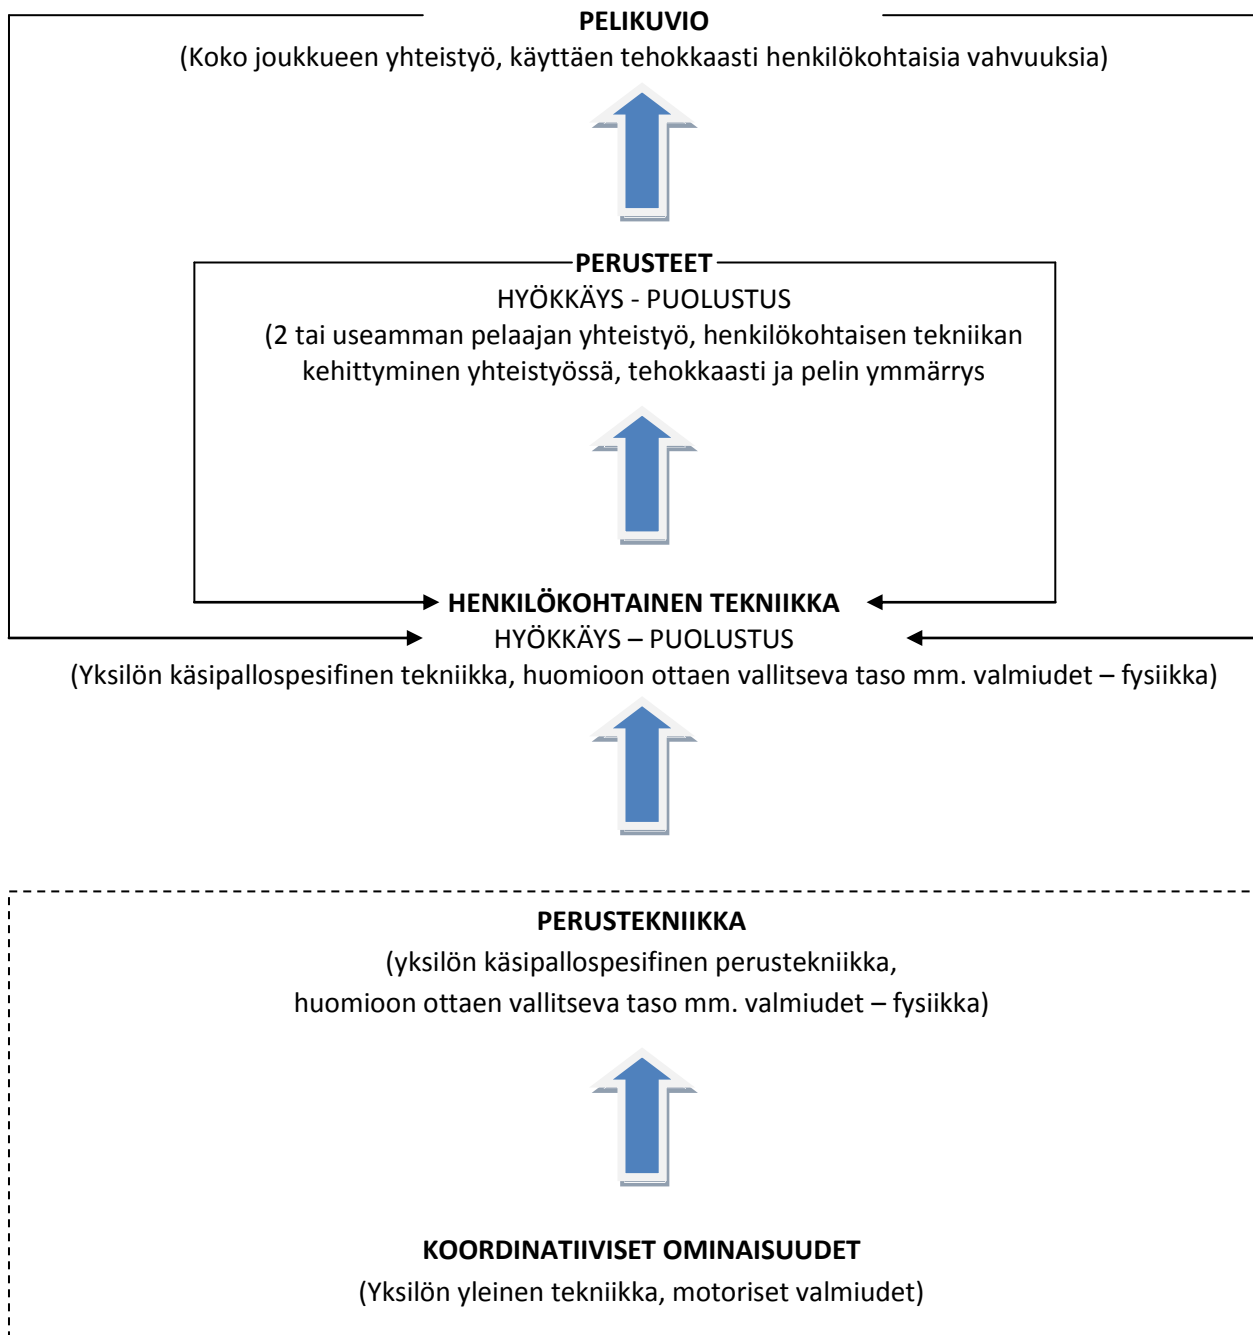 PELIKUVIO
(Koko joukkueen yhteistyö, käyttäen tehokkaasti henkilökohtaisia vahvuuksia)
PERUSTEET
HYÖKKÄYS - PUOLUSTUS
(2 tai useamman pelaajan yhteistyö, henkilökohtaisen tekniikan
kehittyminen yhteistyössä, tehokkaasti ja pelin ymmärrys
HENKILÖKOHTAINEN TEKNIIKKA
HYÖKKÄYS – PUOLUSTUS
(Yksilön käsipallospesifinen tekniikka, huomioon ottaen vallitseva taso mm. valmiudet – fysiikka)
PERUSTEKNIIKKA
(yksilön käsipallospesifinen perustekniikka,
huomioon ottaen vallitseva taso mm. valmiudet – fysiikka)
KOORDINATIIVISET OMINAISUUDET
(Yksilön yleinen tekniikka, motoriset valmiudet)